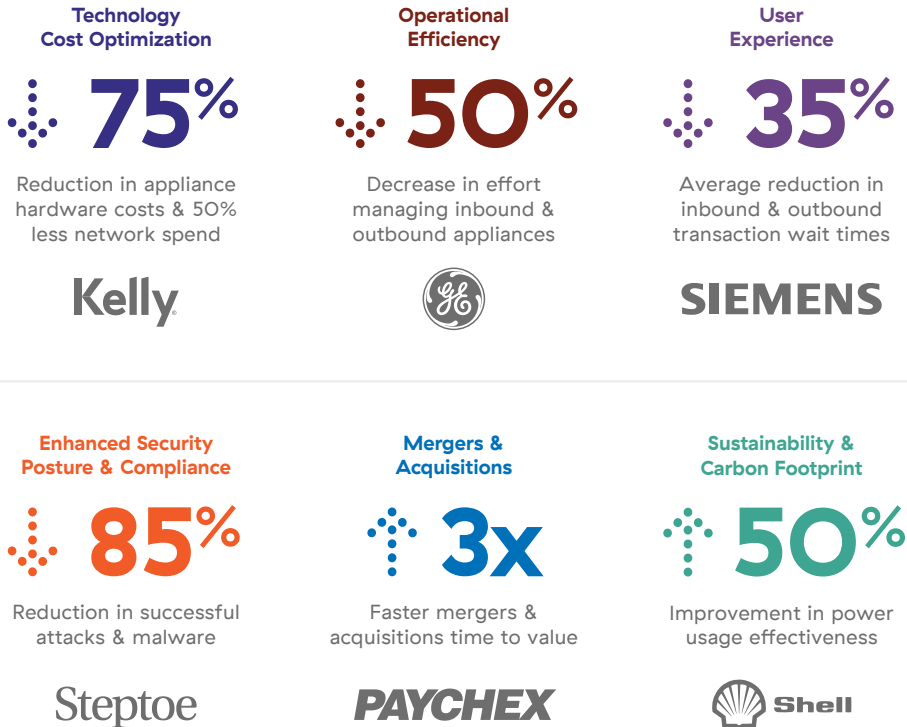 Technology
Cost Optimization
75%
Reduction in appliance
hardware costs & 50%
less network spend
Kelly
Operational
Efficiency
50%
Decrease in effort
managing inbound &
outbound appliances
GE
User
Experience
35%
Average reduction in
inbound & outbound
transaction wait times
SIEMENS
Enhanced Security
Posture & Compliance
85%
Reduction in successful
attacks & malware
Steptoe
Mergers &
Acquisitions
3x
Faster mergers &
acquisitions time to value
PAYCHEX
Sustainability &
Carbon Footprint
50%
Improvement in power
usage effectiveness
Shell